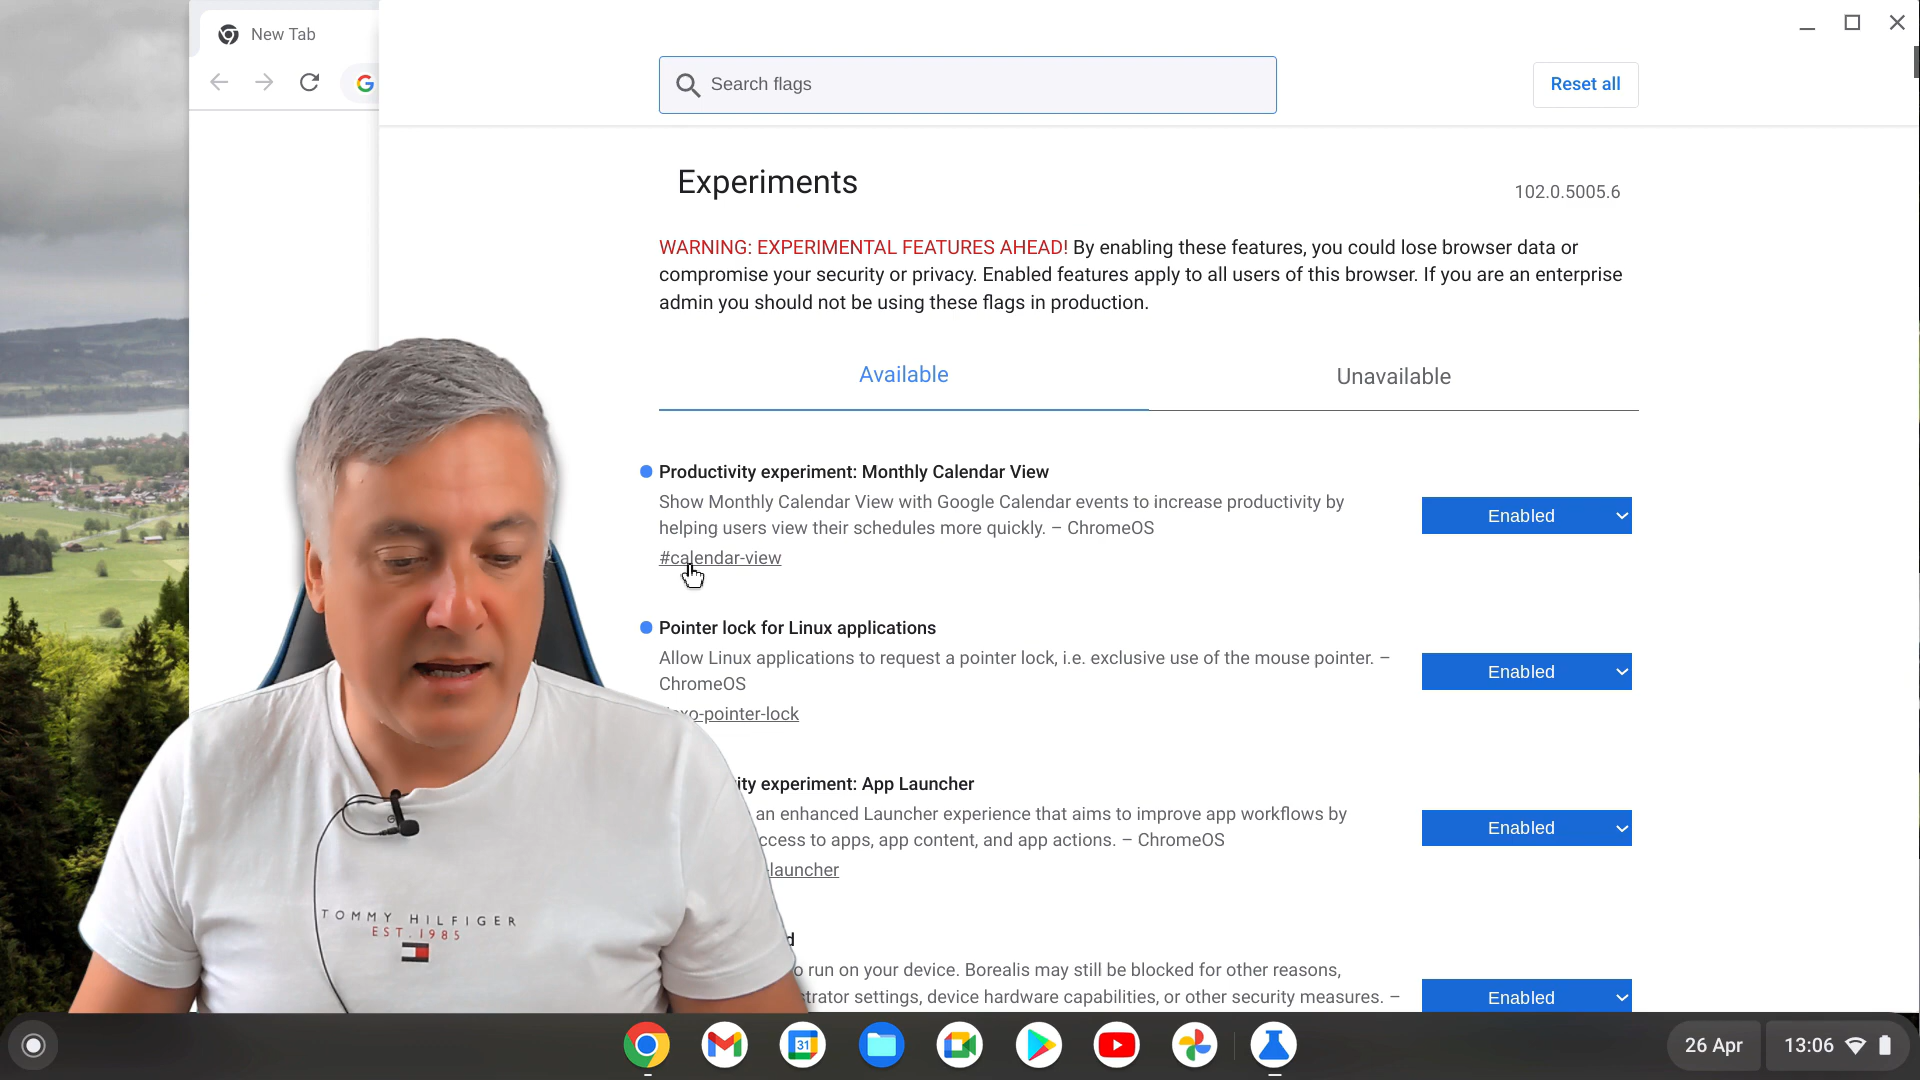 New Tab
Search flags
Reset all
Experiments
102.0.5005.6
WARNING: EXPERIMENTAL FEATURES AHEAD! By enabling these features, you could lose browser data or
compromise your security or privacy. Enabled features apply to all users of this browser. If you are an enterprise
admin you should not be using these flags in production.
Available
Unavailable
Productivity experiment: Monthly Calendar View
Show Monthly Calendar View with Google Calendar events to increase productivity by
helping users view their schedules more quickly. – ChromeOS
Enabled
#calendar-view
Pointer lock for Linux applications
Allow Linux applications to request a pointer lock, i.e. exclusive use of the mouse pointer. –
ChromeOS
Enabled
xo-pointer-lock
ity experiment: App Launcher
an enhanced Launcher experience that aims to improve app workflows by
ccess to apps, app content, and app actions. – ChromeOS
Enabled
-launcher
d
o run on your device. Borealis may still be blocked for other reasons,
strator settings, device hardware capabilities, or other security measures. –
Enabled
TOMMY HILFIGER
EST. 1985
31
26 Apr
13:06